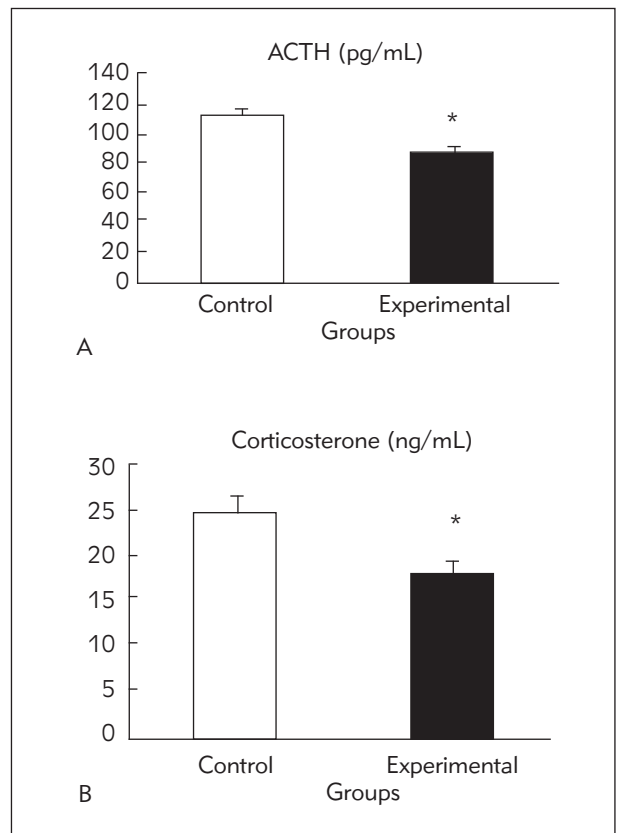 ACTH (pg/mL)
140
120
100
80
60
40
20
0
*
Control Experimental
Groups
A
Corticosterone (ng/mL)
30
25
20
15
10
5
0
*
Control Experimental
Groups
B